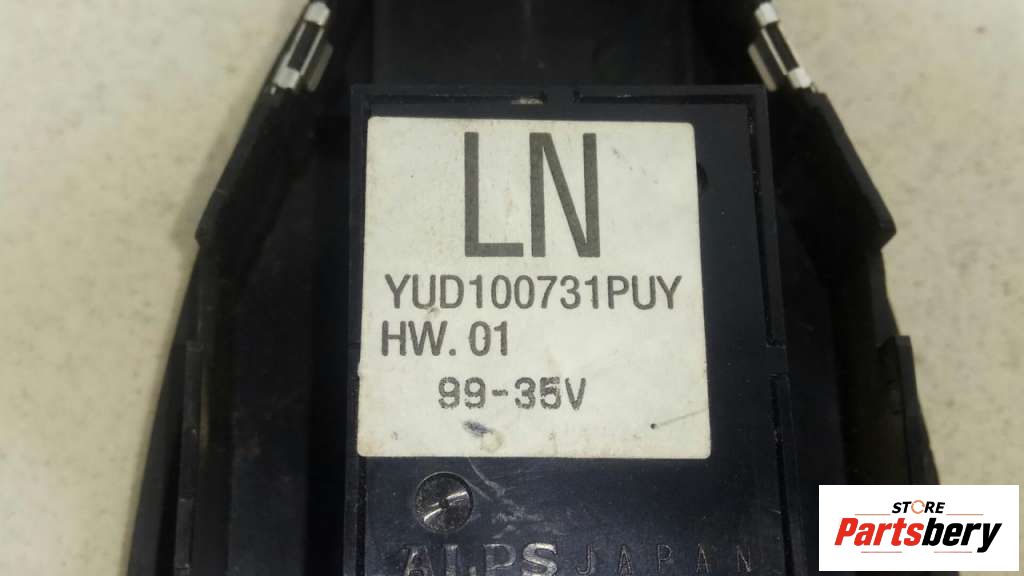 LN
YUD100731PUY
HW. 01
99-35V
ALPS JAPAN
STORE
Partsbery